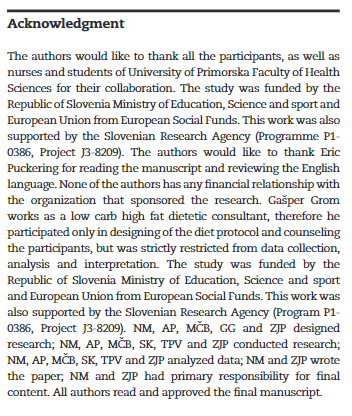 Acknowledgment
The authors would like to thank all the participants, as well as
nurses and students of University of Primorska Faculty of Health
Sciences for their collaboration. The study was funded by the
Republic of Slovenia Ministry of Education, Science and sport and
European Union from European Social Funds. This work was also
supported by the Slovenian Research Agency (Programme P1-
0386, Project J3-8209). The authors would like to thank Eric
Puckering for reading the manuscript and reviewing the English
language. None of the authors has any financial relationship with
the organization that sponsored the research. Gašper Grom
works as a low carb high fat dietetic consultant, therefore he
participated only in designing of the diet protocol and counseling
the participants, but was strictly restricted from data collection,
analysis and interpretation. The study was funded by the
Republic of Slovenia Ministry of Education, Science and sport
and European Union from European Social Funds. This work was
also supported by the Slovenian Research Agency (Program P1-
0386, Project J3-8209). NM, AP, MČB, GG and ZJP designed
research; NM, AP, MČB, SK, TPV and ZJP conducted research;
NM, AP, MČB, SK, TPV and ZJP analyzed data; NM and ZJP wrote
the paper; NM and ZJP had primary responsibility for final
content. All authors read and approved the final manuscript.